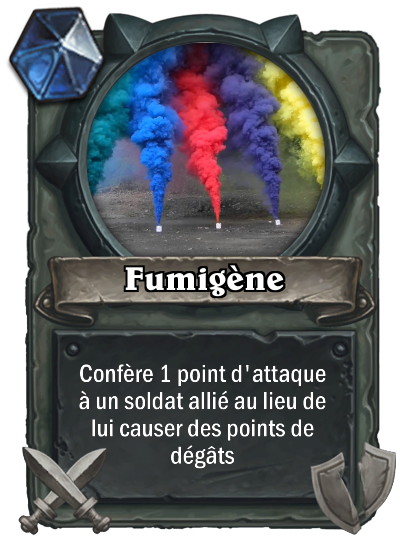 Fumigène
Confère 1 point d'attaque
à un soldat allié au lieu de
lui causer des points de
dégâts